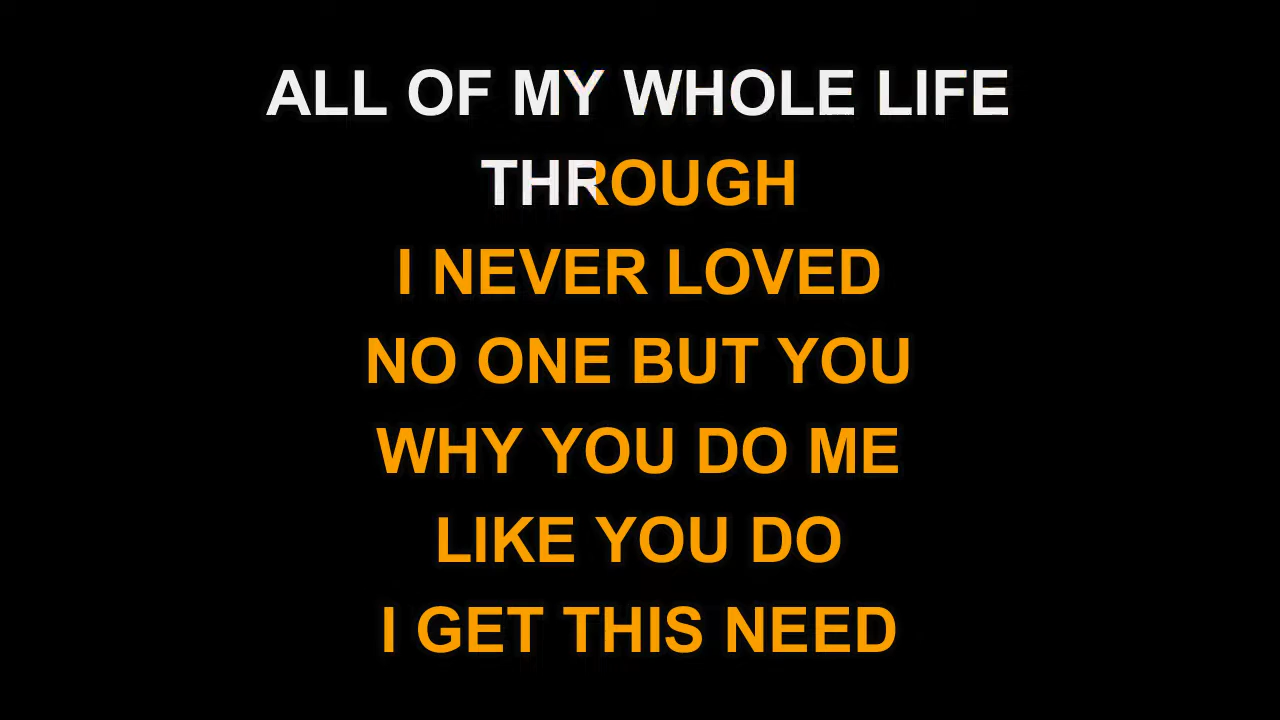 ALL OF MY WHOLE LIFE
THROUGH
I NEVER LOVED
NO ONE BUT YOU
WHY YOU DO ME
LIKE YOU DO
I GET THIS NEED